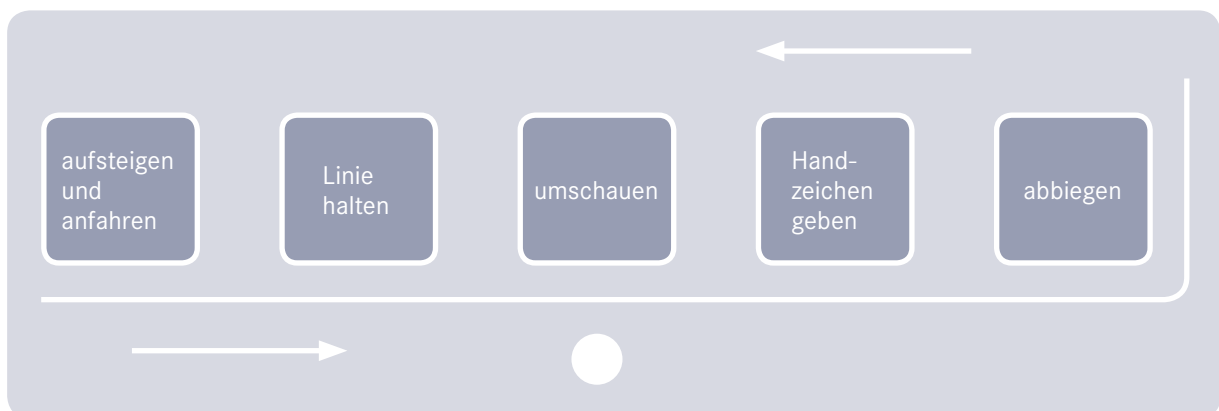 aufsteigen
und
anfahren
Linie
halten
umschauen
Hand-
zeichen
geben
abbiegen